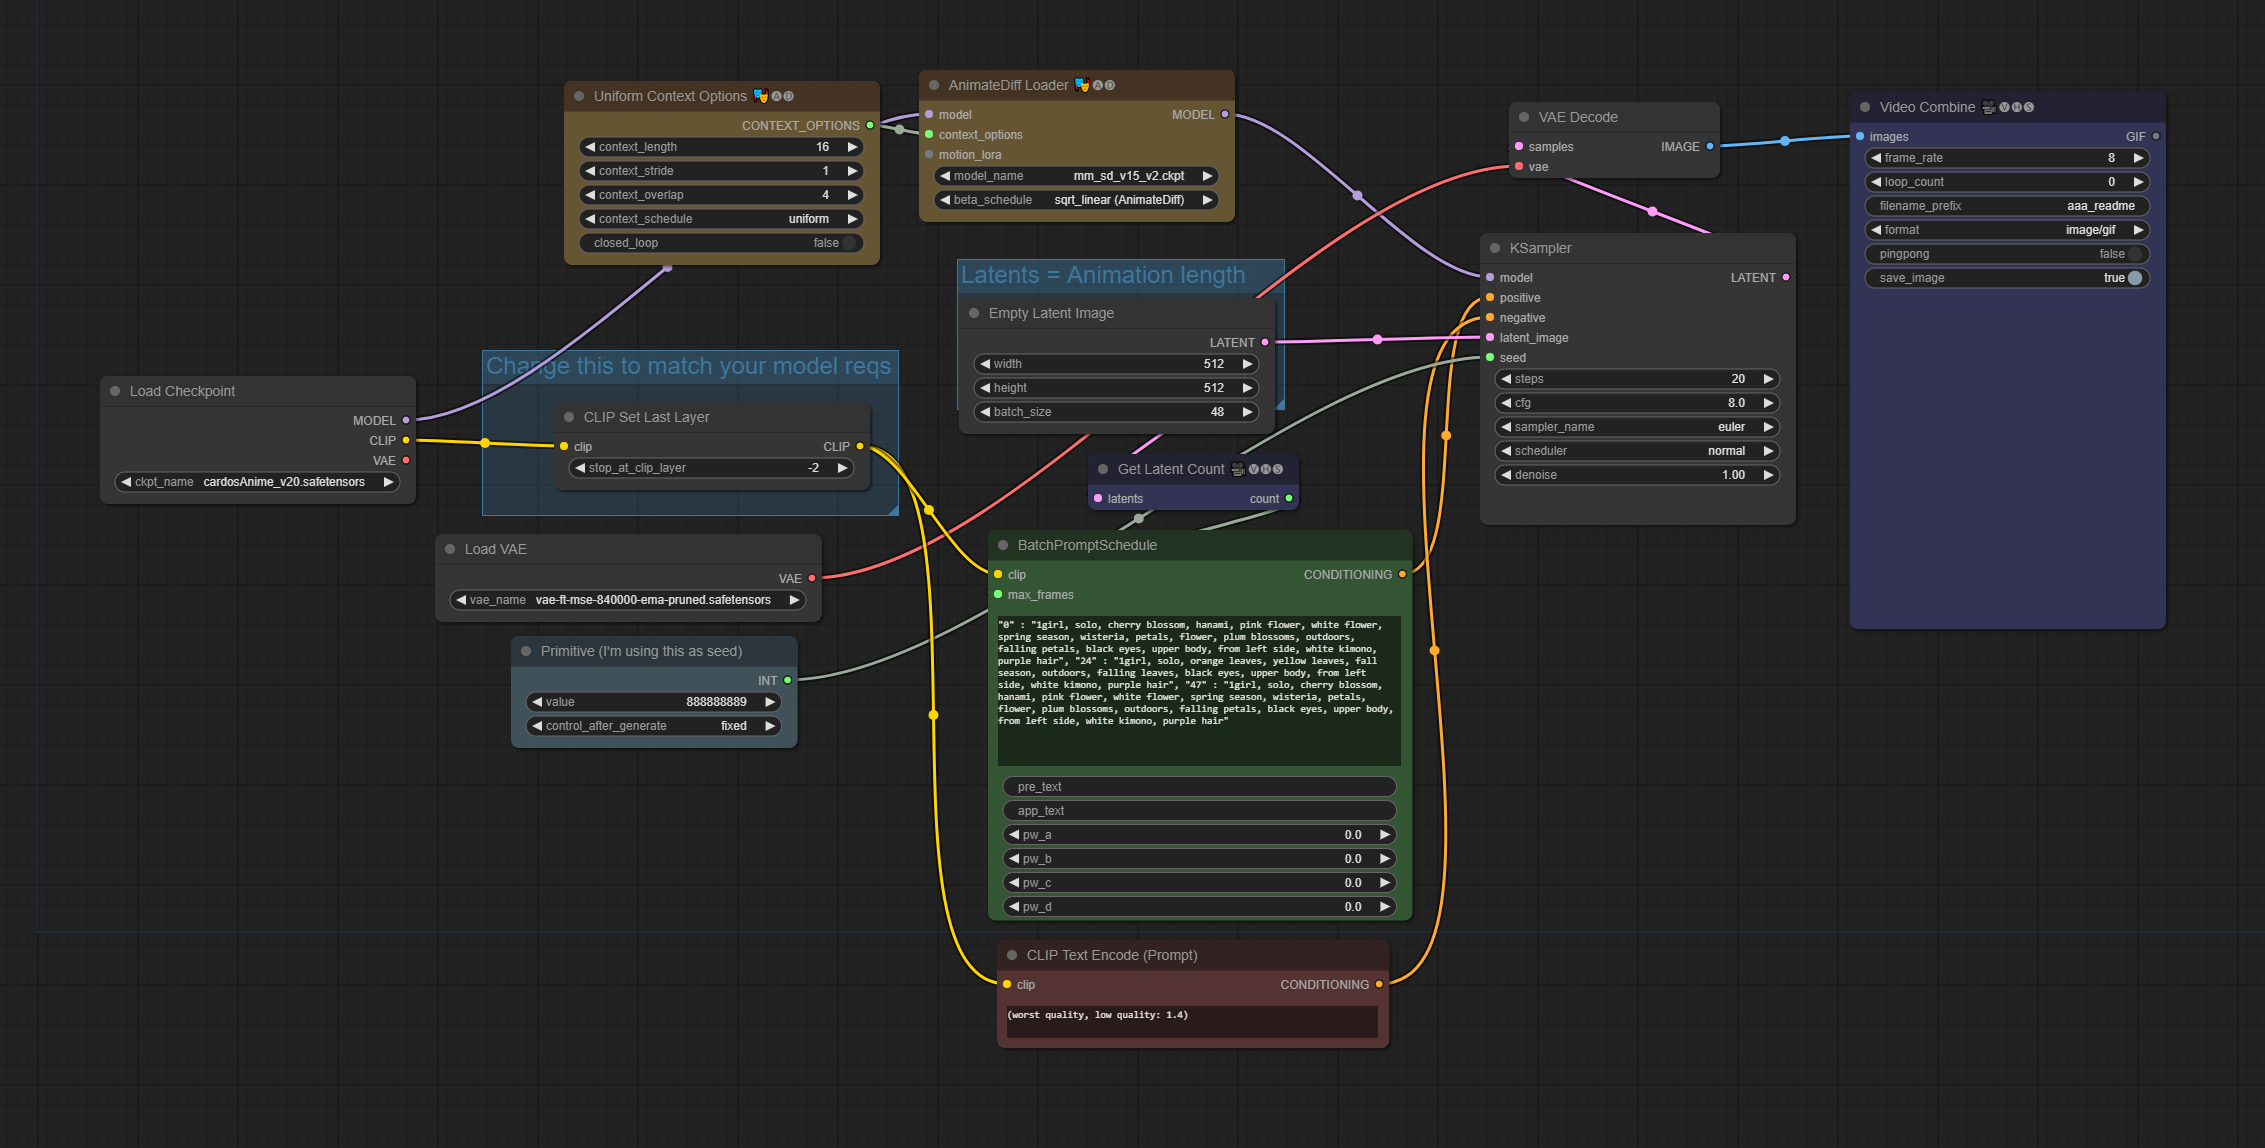 Uniform Context Options 🎭🅐🅓
CONTEXT_OPTIONS
context_length 16
context_stride 1
context_overlap 4
context_schedule uniform
closed_loop false
AnimateDiff Loader 🎭🅐🅓
model MODEL
context_options
motion_lora
model_name mm_sd_v15_v2.ckpt
beta_schedule sqrt_linear (AnimateDiff)
VAE Decode
samples IMAGE
vae
Video Combine 🎥🅥🅗🅢
images GIF
frame_rate 8
loop_count 0
filename_prefix aaa_readme
format image/gif
pingpong false
save_image true
Latents = Animation length
Empty Latent Image
LATENT
width 512
height 512
batch_size 48
KSampler
model LATENT
positive
negative
latent_image
seed
steps 20
cfg 8.0
sampler_name euler
scheduler normal
denoise 1.00
Load Checkpoint
MODEL
CLIP
VAE
ckpt_name cardosAnime_v20.safetensors
Change this to match your model reqs
CLIP Set Last Layer
clip CLIP
stop_at_clip_layer -2
Get Latent Count 🎥🅥🅗🅢
latents count
Load VAE
VAE
vae_name vae-ft-mse-840000-ema-pruned.safetensors
Primitive (I'm using this as seed)
INT
value 888888889
control_after_generate fixed
BatchPromptSchedule
clip CONDITIONING
max_frames
"0" : "1girl, solo, cherry blossom, hanami, pink flower, white flower,
spring season, wisteria, petals, flower, plum blossoms, outdoors,
falling petals, black eyes, upper body, from left side, white kimono,
purple hair", "24" : "1girl, solo, orange leaves, yellow leaves, fall
season, outdoors, falling leaves, black eyes, upper body, from left
side, white kimono, purple hair", "47" : "1girl, solo, cherry blossom,
hanami, pink flower, white flower, spring season, wisteria, petals,
flower, plum blossoms, outdoors, falling petals, black eyes, upper body,
from left side, white kimono, purple hair"
pre_text
app_text
pw_a 0.0
pw_b 0.0
pw_c 0.0
pw_d 0.0
CLIP Text Encode (Prompt)
clip CONDITIONING
(worst quality, low quality: 1.4)